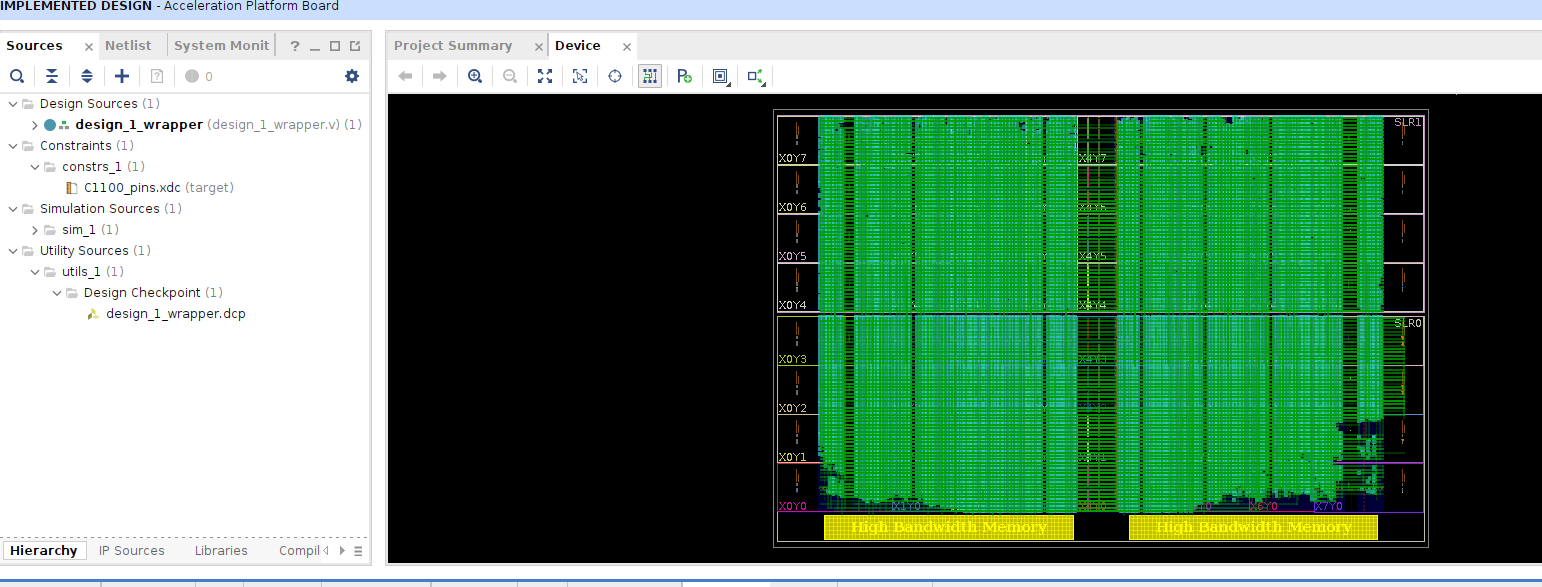 IMPLEMENTED DESIGN - Acceleration Platform Board
Sources × Netlist System Monit ? _
Project Summary × Device ×
0
Design Sources (1)
design_1_wrapper (design_1_wrapper.v) (1)
Constraints (1)
constrs_1 (1)
C1100_pins.xdc (target)
Simulation Sources (1)
sim_1 (1)
Utility Sources (1)
utils_1 (1)
Design Checkpoint (1)
design_1_wrapper.dcp
SLR1
X0Y7 X4Y7
X0Y6 X4Y6
X0Y5 X4Y5
X0Y4 X4Y4
SLR0
X0Y3 X4Y3
X0Y2
X0Y1
X0Y0 X1Y0 X6Y0 X7Y0
High Bandwidth Memory High Bandwidth Memory
Hierarchy IP Sources Libraries Compil